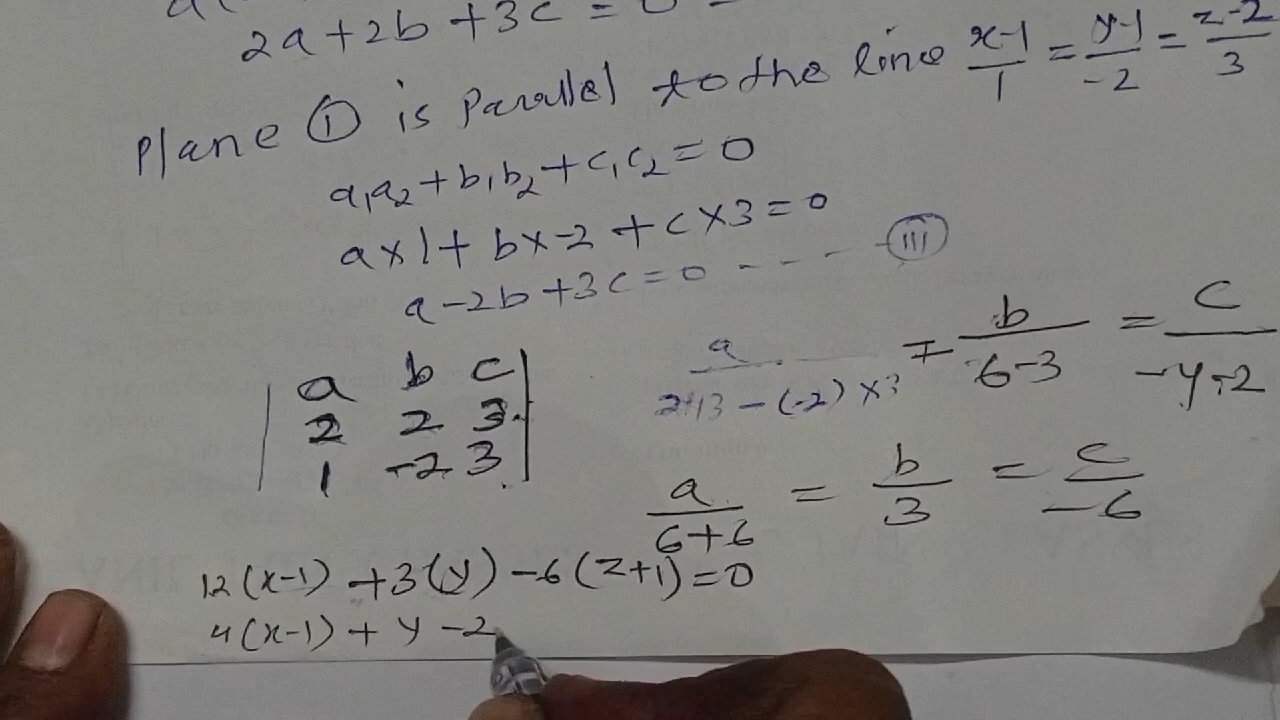 2a+2b+3c=0
Plane ① is parallel to the line x-1/1 = y-1/-2 = z-2/3
a₁a₂+b₁b₂+c₁c₂=0
a×1+b×-2+c×3=0
a-2b+3c=0 - - - - (iii)
a b c
2 2 3
1 -2 3
a/2×3-(-2)×3 = b/6-3 = c/-4-2
a/6+6 = b/3 = c/-6
12(x-1)+3(y)-6(z+1)=0
4(x-1)+y-2